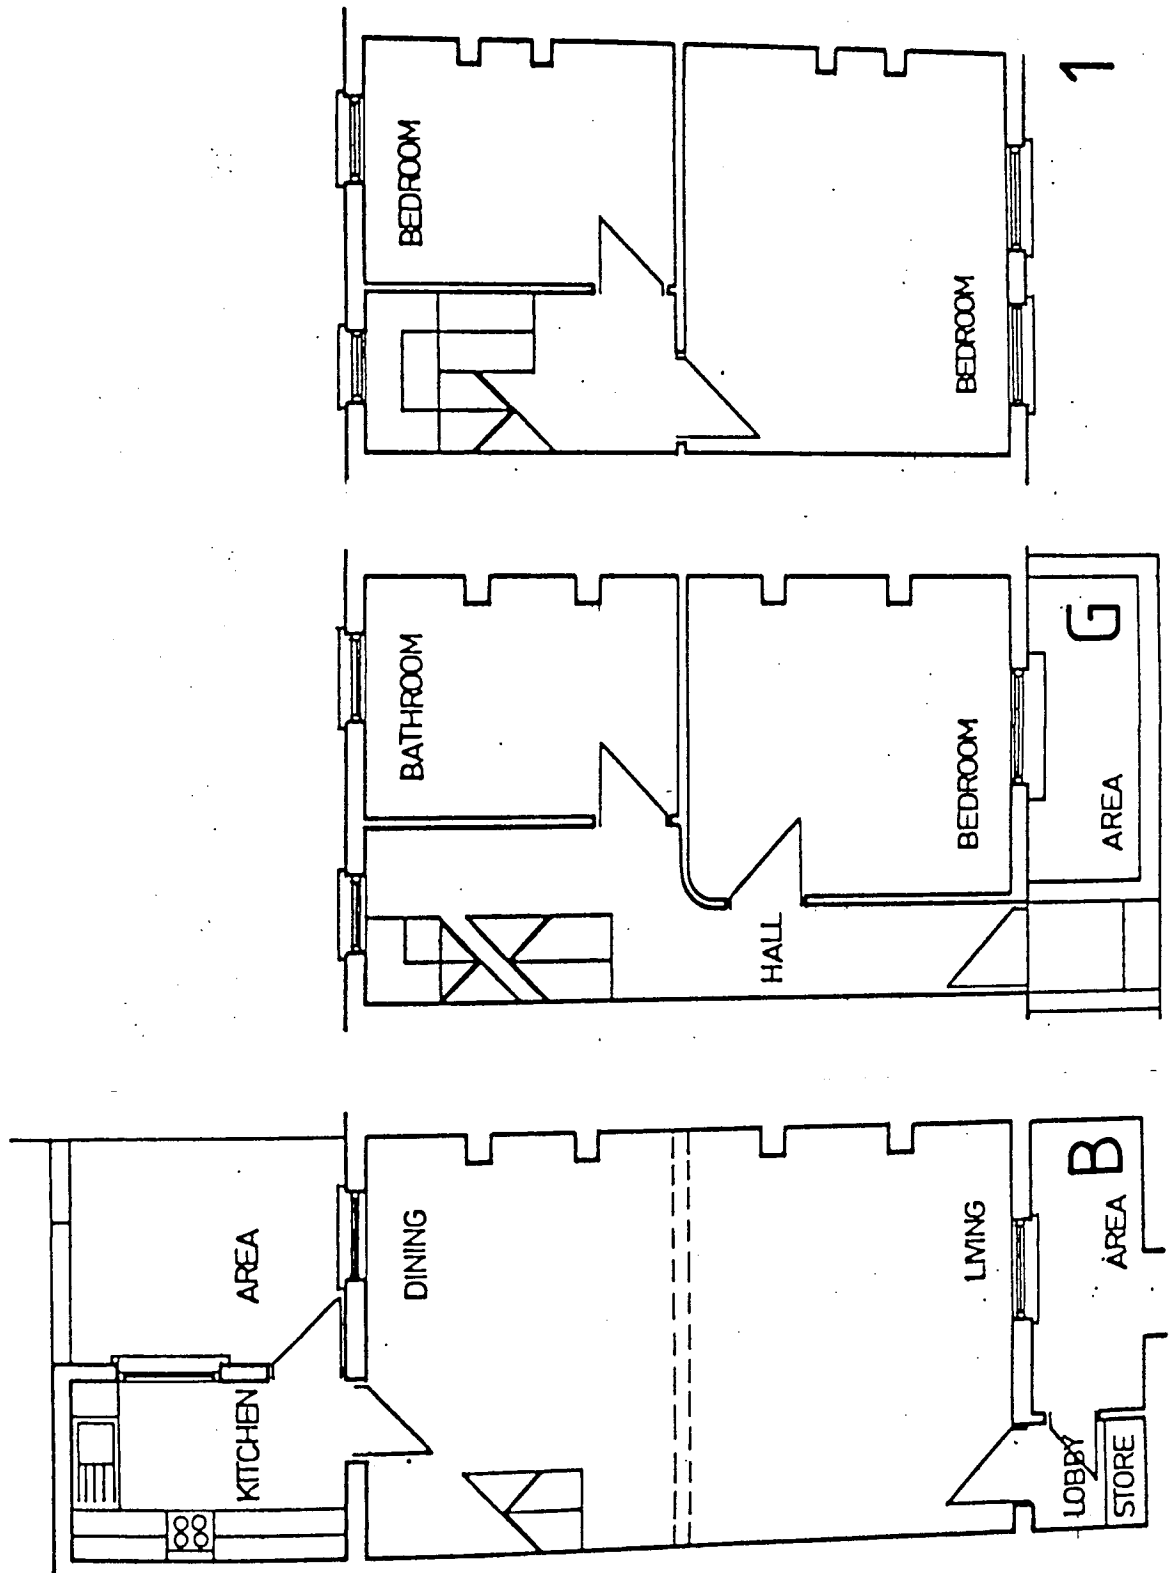 KITCHEN
AREA
DINING
LIVING
LOBBY
STORE
AREA
B
BATHROOM
HALL
BEDROOM
AREA
G
BEDROOM
BEDROOM
1